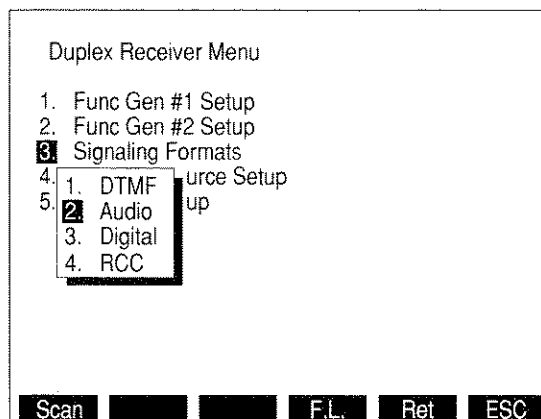 Duplex Receiver Menu
1. Func Gen #1 Setup
2. Func Gen #2 Setup
3. Signaling Formats
4. urce Setup
5. up
1. DTMF
2. Audio
3. Digital
4. RCC
Scan F.L. Ret ESC